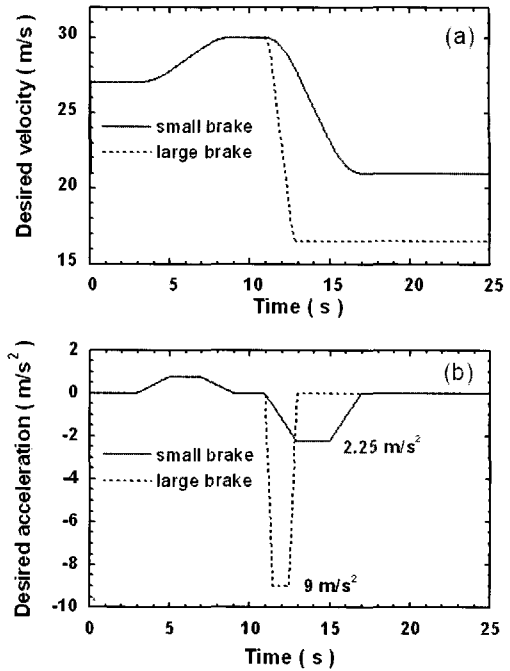 (a)
Desired velocity ( m/s )
30
25
20
15
small brake
large brake
0 5 10 15 20 25
Time ( s )
(b)
Desired acceleration ( m/s² )
2
0
-2
-4
-6
-8
-10
small brake
large brake
2.25 m/s²
9 m/s²
0 5 10 15 20 25
Time ( s )